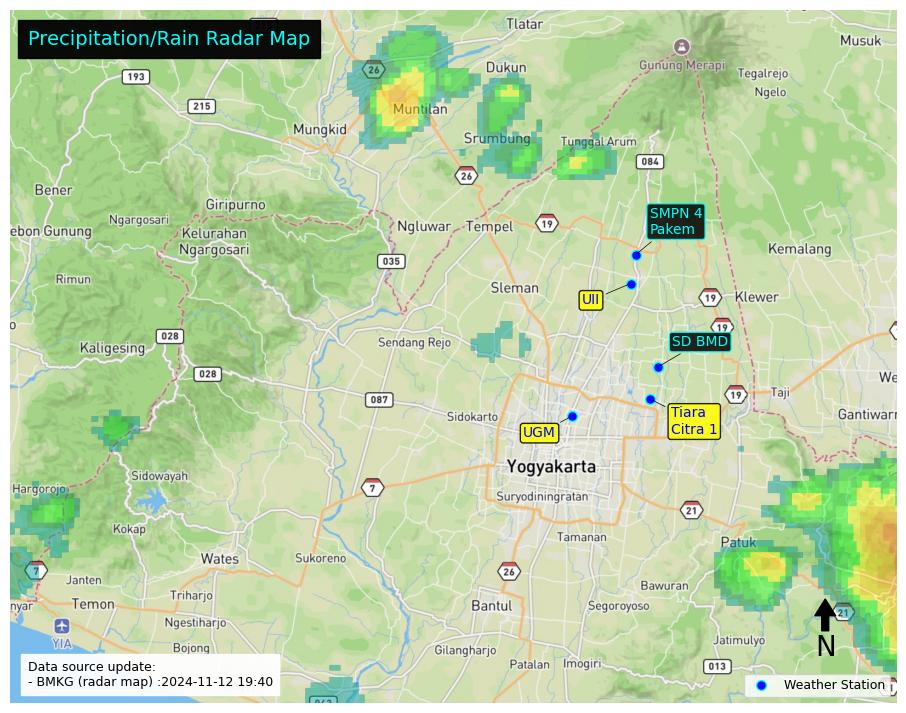 Precipitation/Rain Radar Map
Tlatar
Musuk
26
Dukun
Gunung Merapi
Tegalrejo
193
Ngelo
215
Muntilan
Mungkid
Srumbung
Tunggal Arum
084
26
Bener
Giripurno
SMPN 4
Pakem
Ngargosari
Ngluwar
Tempel
19
ebon Gunung
Kelurahan
Ngargosari
Kemalang
035
Rimun
Sleman
UII
19
Klewer
19
028
Sendang Rejo
SD BMD
Kaligesing
028
We
087
19
Taji
Sidokarto
Tiara
Citra 1
Gantiwarn
UGM
Yogyakarta
Sidowayah
7
Hargorojo
Suryodiningratan
21
Kokap
Tamanan
Patuk
Wates
Sukoreno
7
26
Janten
Bawuran
Triharjo
nyar
Temon
Bantul
Segoroyoso
21
Ngestiharjo
YIA
Jatimulyo
N
Bojong
Gilangharjo
Patalan
Imogiri
013
Data source update:
- BMKG (radar map) :2024-11-12 19:40
Weather Station